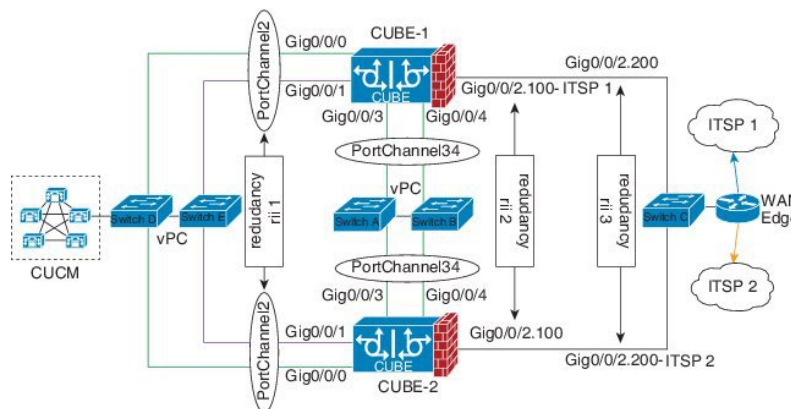 CUBE-1
PortChannel2
Gig0/0/0
Gig0/0/1
CUBE
Gig0/0/2.100-ITSP 1
Gig0/0/2.200
Gig0/0/3
Gig0/0/4
PortChannel34
ITSP 1
redudancy
rii 1
redudancy
rii 2
redudancy
rii 3
vPC
Switch A
Switch B
Switch C
WAN
Edge
Switch D
Switch E
vPC
CUCM
PortChannel34
ITSP 2
Gig0/0/3
Gig0/0/4
PortChannel2
Gig0/0/1
Gig0/0/0
CUBE
Gig0/0/2.100
Gig0/0/2.200-ITSP 2
CUBE-2